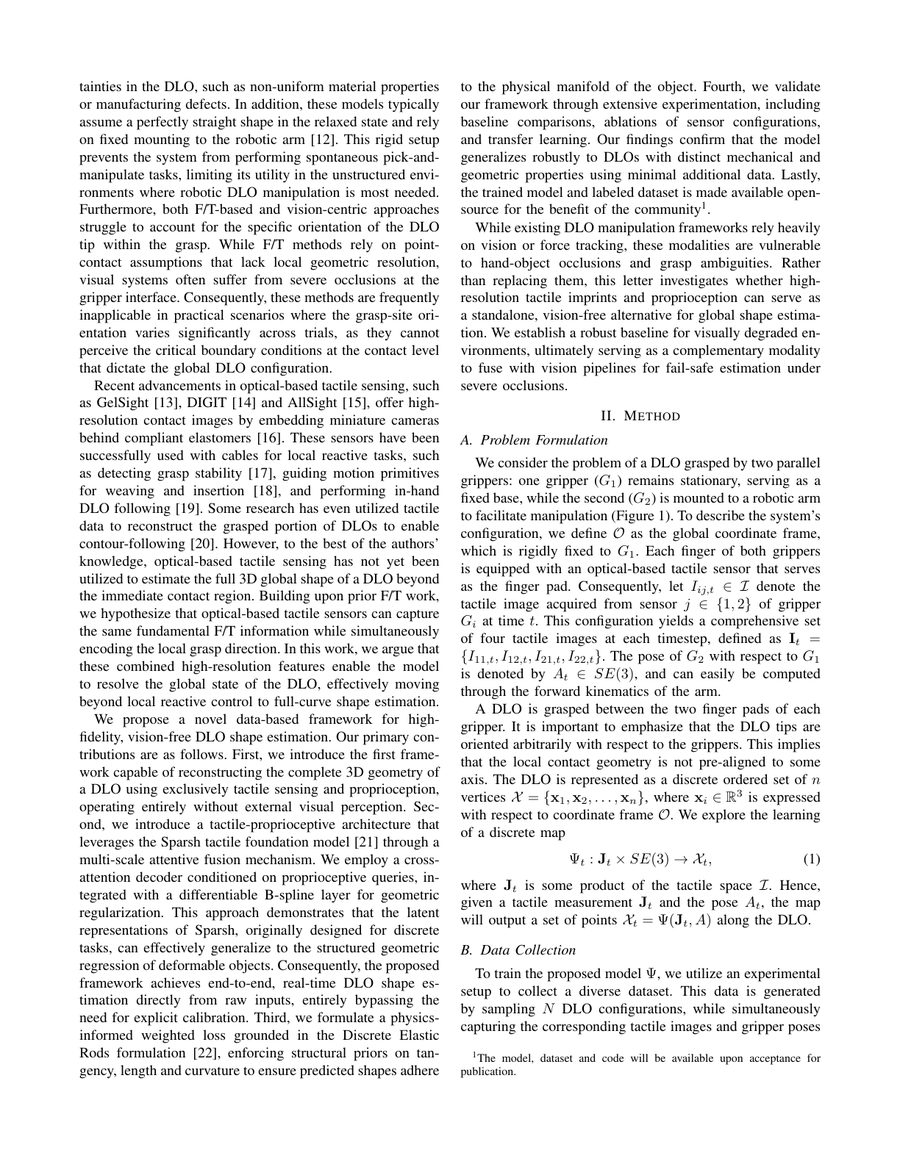 tainties in the DLO, such as non-uniform material properties
or manufacturing defects. In addition, these models typically
assume a perfectly straight shape in the relaxed state and rely
on fixed mounting to the robotic arm [12]. This rigid setup
prevents the system from performing spontaneous pick-and-
manipulate tasks, limiting its utility in the unstructured envi-
ronments where robotic DLO manipulation is most needed.
Furthermore, both F/T-based and vision-centric approaches
struggle to account for the specific orientation of the DLO
tip within the grasp. While F/T methods rely on point-
contact assumptions that lack local geometric resolution,
visual systems often suffer from severe occlusions at the
gripper interface. Consequently, these methods are frequently
inapplicable in practical scenarios where the grasp-site ori-
entation varies significantly across trials, as they cannot
perceive the critical boundary conditions at the contact level
that dictate the global DLO configuration.
Recent advancements in optical-based tactile sensing, such
as GelSight [13], DIGIT [14] and AllSight [15], offer high-
resolution contact images by embedding miniature cameras
behind compliant elastomers [16]. These sensors have been
successfully used with cables for local reactive tasks, such
as detecting grasp stability [17], guiding motion primitives
for weaving and insertion [18], and performing in-hand
DLO following [19]. Some research has even utilized tactile
data to reconstruct the grasped portion of DLOs to enable
contour-following [20]. However, to the best of the authors'
knowledge, optical-based tactile sensing has not yet been
utilized to estimate the full 3D global shape of a DLO beyond
the immediate contact region. Building upon prior F/T work,
we hypothesize that optical-based tactile sensors can capture
the same fundamental F/T information while simultaneously
encoding the local grasp direction. In this work, we argue that
these combined high-resolution features enable the model
to resolve the global state of the DLO, effectively moving
beyond local reactive control to full-curve shape estimation.
We propose a novel data-based framework for high-
fidelity, vision-free DLO shape estimation. Our primary con-
tributions are as follows. First, we introduce the first frame-
work capable of reconstructing the complete 3D geometry of
a DLO using exclusively tactile sensing and proprioception,
operating entirely without external visual perception. Sec-
ond, we introduce a tactile-proprioceptive architecture that
leverages the Sparsh tactile foundation model [21] through a
multi-scale attentive fusion mechanism. We employ a cross-
attention decoder conditioned on proprioceptive queries, in-
tegrated with a differentiable B-spline layer for geometric
regularization. This approach demonstrates that the latent
representations of Sparsh, originally designed for discrete
tasks, can effectively generalize to the structured geometric
regression of deformable objects. Consequently, the proposed
framework achieves end-to-end, real-time DLO shape es-
timation directly from raw inputs, entirely bypassing the
need for explicit calibration. Third, we formulate a physics-
informed weighted loss grounded in the Discrete Elastic
Rods formulation [22], enforcing structural priors on tan-
gency, length and curvature to ensure predicted shapes adhere
to the physical manifold of the object. Fourth, we validate
our framework through extensive experimentation, including
baseline comparisons, ablations of sensor configurations,
and transfer learning. Our findings confirm that the model
generalizes robustly to DLOs with distinct mechanical and
geometric properties using minimal additional data. Lastly,
the trained model and labeled dataset is made available open-
source for the benefit of the community¹.
While existing DLO manipulation frameworks rely heavily
on vision or force tracking, these modalities are vulnerable
to hand-object occlusions and grasp ambiguities. Rather
than replacing them, this letter investigates whether high-
resolution tactile imprints and proprioception can serve as
a standalone, vision-free alternative for global shape estima-
tion. We establish a robust baseline for visually degraded en-
vironments, ultimately serving as a complementary modality
to fuse with vision pipelines for fail-safe estimation under
severe occlusions.
II. METHOD
A. Problem Formulation
We consider the problem of a DLO grasped by two parallel
grippers: one gripper (G₁) remains stationary, serving as a
fixed base, while the second (G₂) is mounted to a robotic arm
to facilitate manipulation (Figure 1). To describe the system's
configuration, we define 𝒪 as the global coordinate frame,
which is rigidly fixed to G₁. Each finger of both grippers
is equipped with an optical-based tactile sensor that serves
as the finger pad. Consequently, let I_{ij,t} ∈ ℐ denote the
tactile image acquired from sensor j ∈ {1, 2} of gripper
G_i at time t. This configuration yields a comprehensive set
of four tactile images at each timestep, defined as 𝐈_t =
{I_{11,t}, I_{12,t}, I_{21,t}, I_{22,t}}. The pose of G₂ with respect to G₁
is denoted by A_t ∈ SE(3), and can easily be computed
through the forward kinematics of the arm.
A DLO is grasped between the two finger pads of each
gripper. It is important to emphasize that the DLO tips are
oriented arbitrarily with respect to the grippers. This implies
that the local contact geometry is not pre-aligned to some
axis. The DLO is represented as a discrete ordered set of n
vertices 𝒳 = {𝐱₁, 𝐱₂, . . . , 𝐱_n}, where 𝐱_i ∈ ℝ³ is expressed
with respect to coordinate frame 𝒪. We explore the learning
of a discrete map
Ψ_t : 𝐉_t × SE(3) → 𝒳_t, (1)
where 𝐉_t is some product of the tactile space ℐ. Hence,
given a tactile measurement 𝐉_t and the pose A_t, the map
will output a set of points 𝒳_t = Ψ(𝐉_t, A) along the DLO.
B. Data Collection
To train the proposed model Ψ, we utilize an experimental
setup to collect a diverse dataset. This data is generated
by sampling N DLO configurations, while simultaneously
capturing the corresponding tactile images and gripper poses
¹The model, dataset and code will be available upon acceptance for
publication.